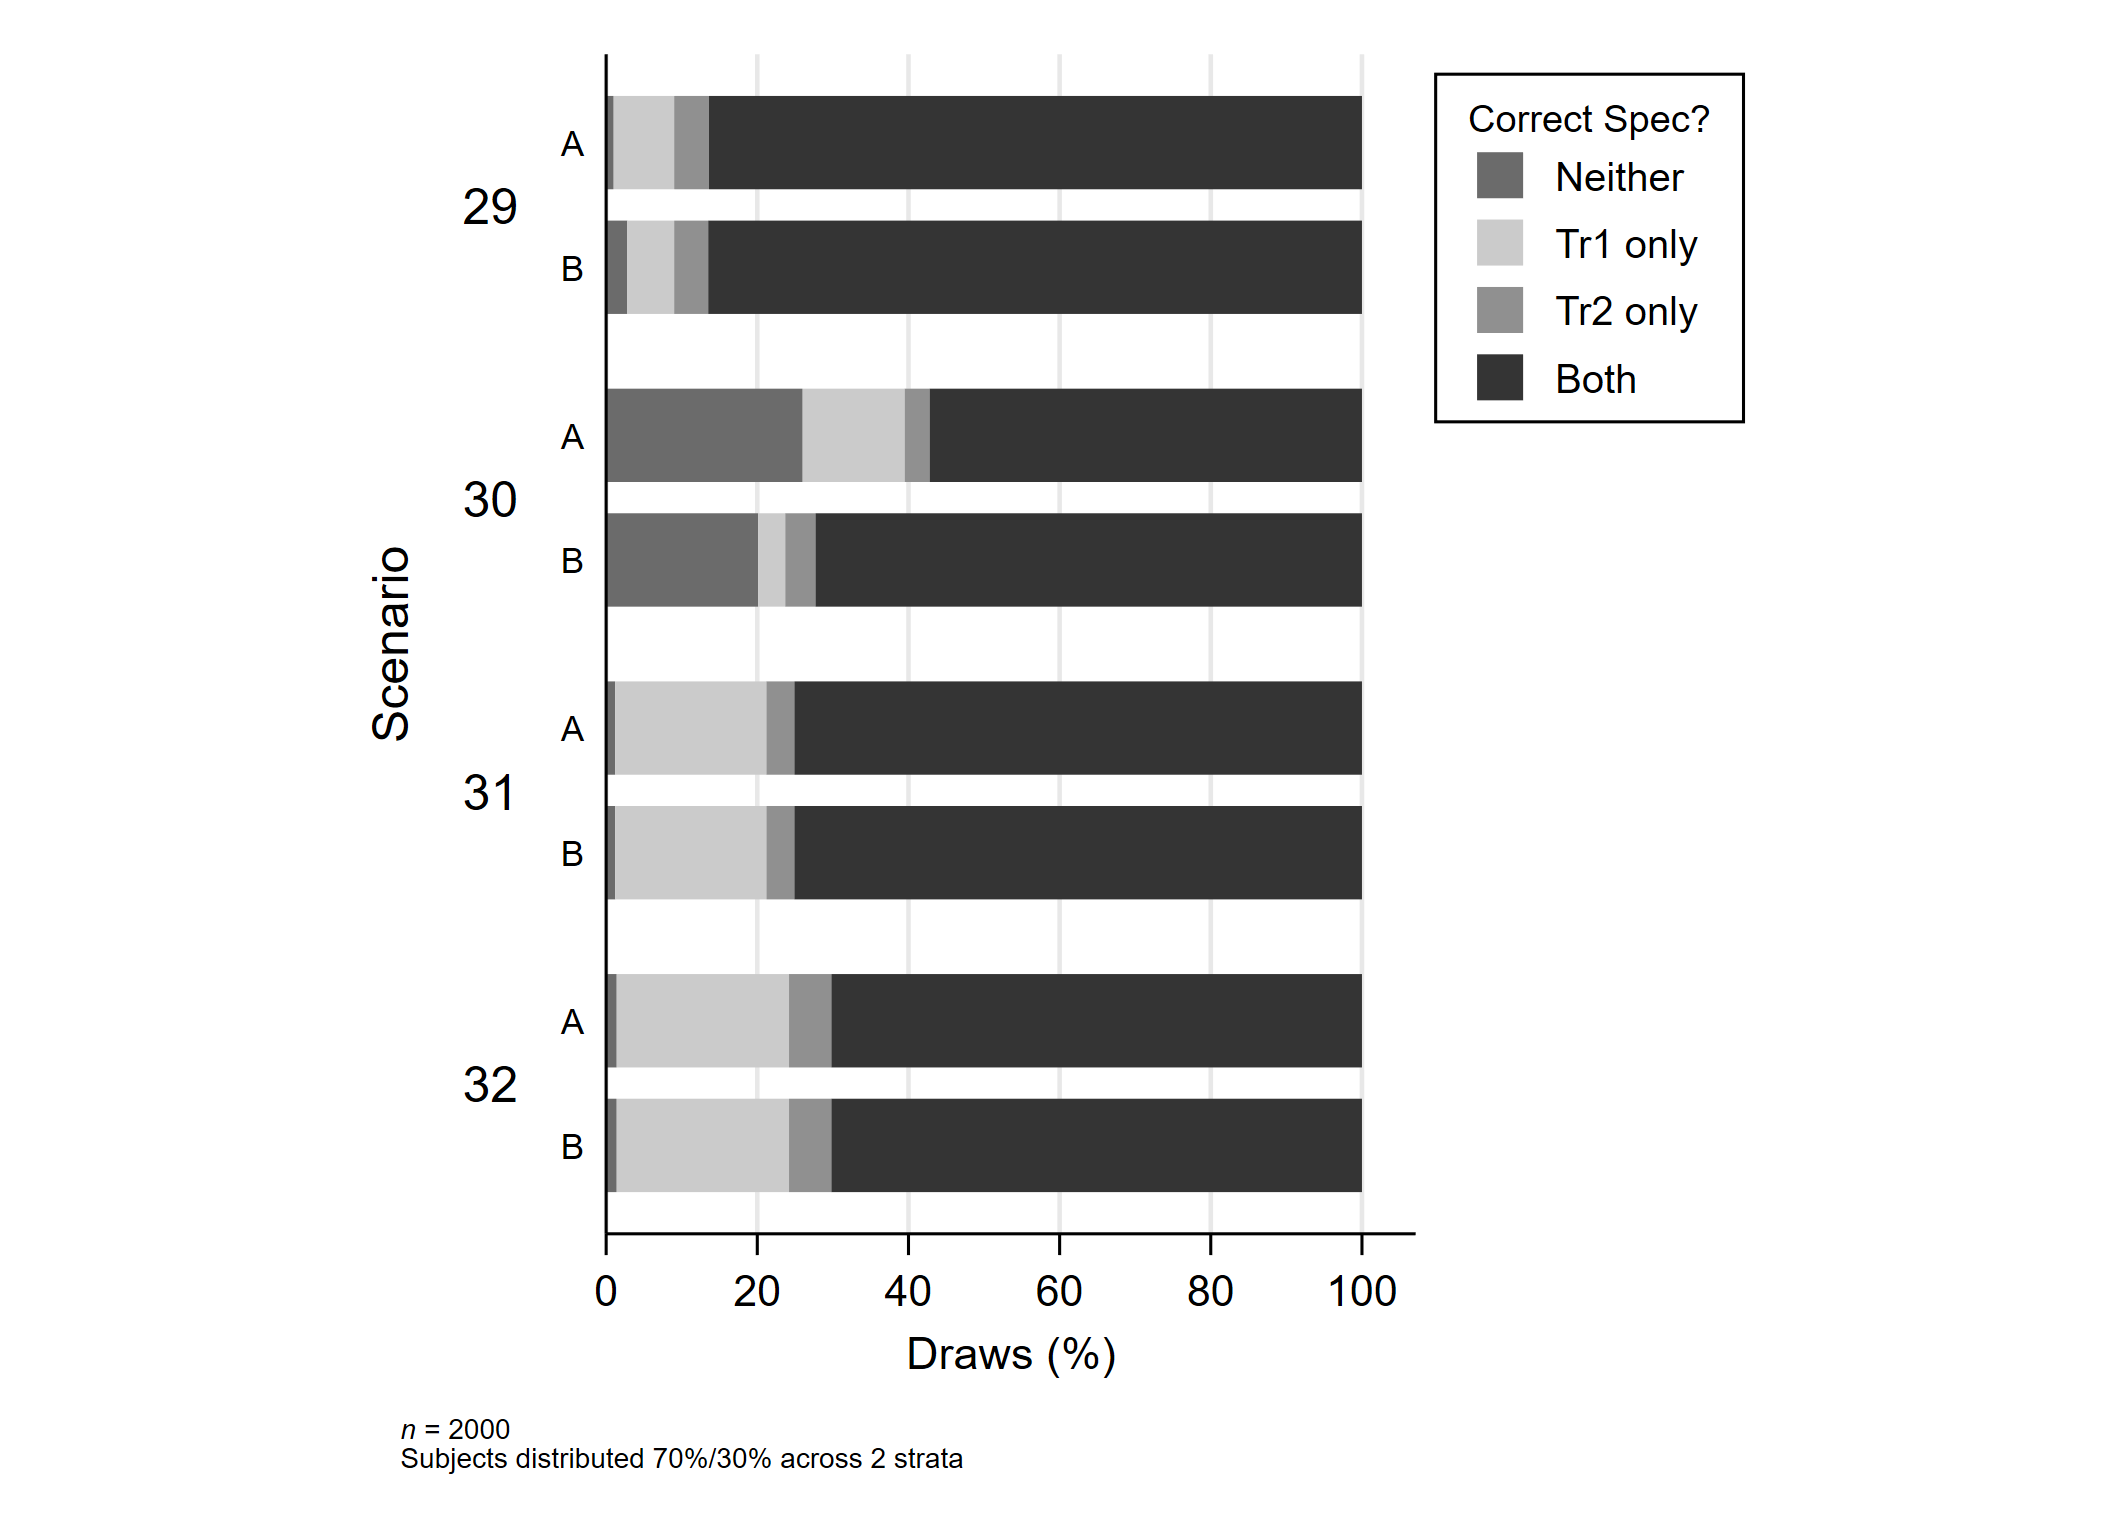 Correct Spec?
Neither
Tr1 only
Tr2 only
Both
Scenario
29
A
B
30
A
B
31
A
B
32
A
B
0 20 40 60 80 100
Draws (%)
n = 2000
Subjects distributed 70%/30% across 2 strata